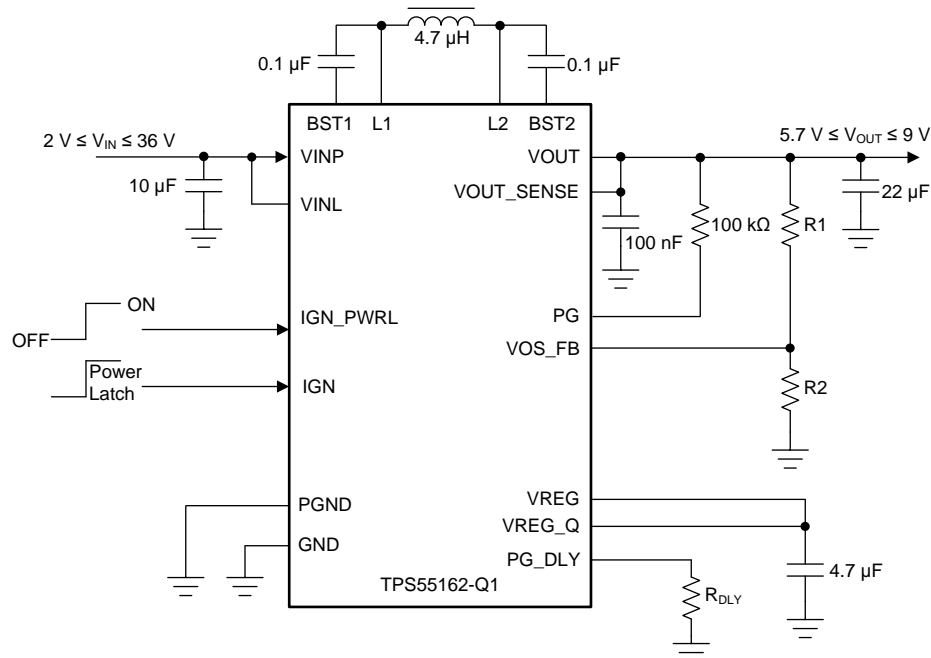 4.7 µH
0.1 µF
0.1 µF
BST1
L1
L2
BST2
2 V ≤ VIN ≤ 36 V
VINP
VOUT
5.7 V ≤ VOUT ≤ 9 V
10 µF
VINL
VOUT_SENSE
22 µF
100 nF
100 kΩ
R1
ON
OFF
IGN_PWRL
PG
VOS_FB
Power
Latch
IGN
R2
PGND
VREG
VREG_Q
GND
PG_DLY
4.7 µF
TPS55162-Q1
RDLY